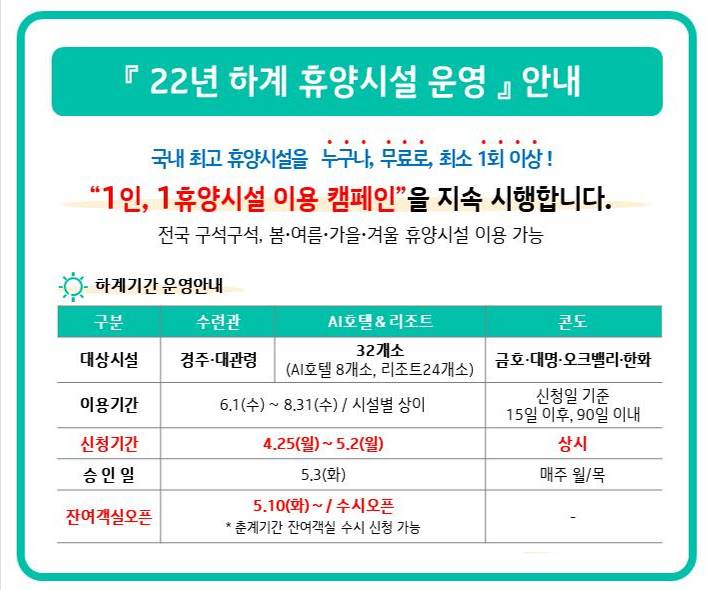 『 22년 하계 휴양시설 운영 』 안내
국내 최고 휴양시설을 누구나, 무료로, 최소 1회 이상 !
“1인, 1휴양시설 이용 캠페인”을 지속 시행합니다.
전국 구석구석, 봄·여름·가을·겨울 휴양시설 이용 가능
하계기간 운영안내
구분 수련관 AI호텔 & 리조트 콘도
대상시설 경주·대관령 32개소 금호·대명·오크밸리·한화
(AI호텔 8개소, 리조트24개소)
이용기간 6.1(수) ~ 8.31(수) / 시설별 상이 신청일 기준
15일 이후, 90일 이내
신청기간 4.25(월) ~ 5.2(월) 상시
승 인 일 5.3(화) 매주 월/목
잔여객실오픈 5.10(화) ~ / 수시오픈 -
* 춘계기간 잔여객실 수시 신청 가능